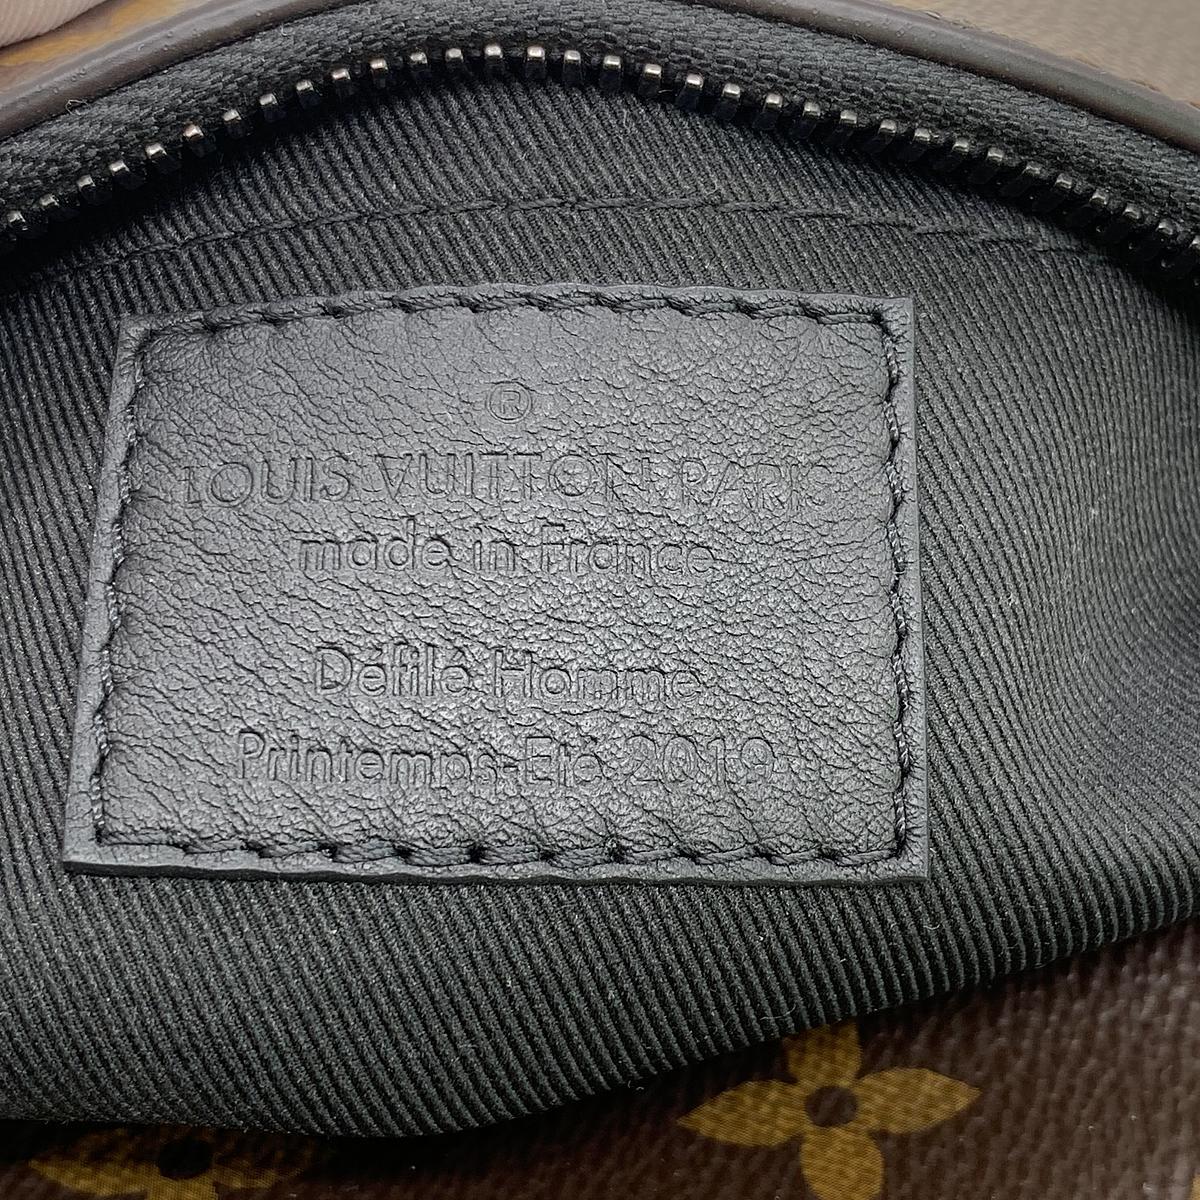 ®
LOUIS VUITTON PARIS
made in France
Défilé Homme
Printemps-Eté 2019